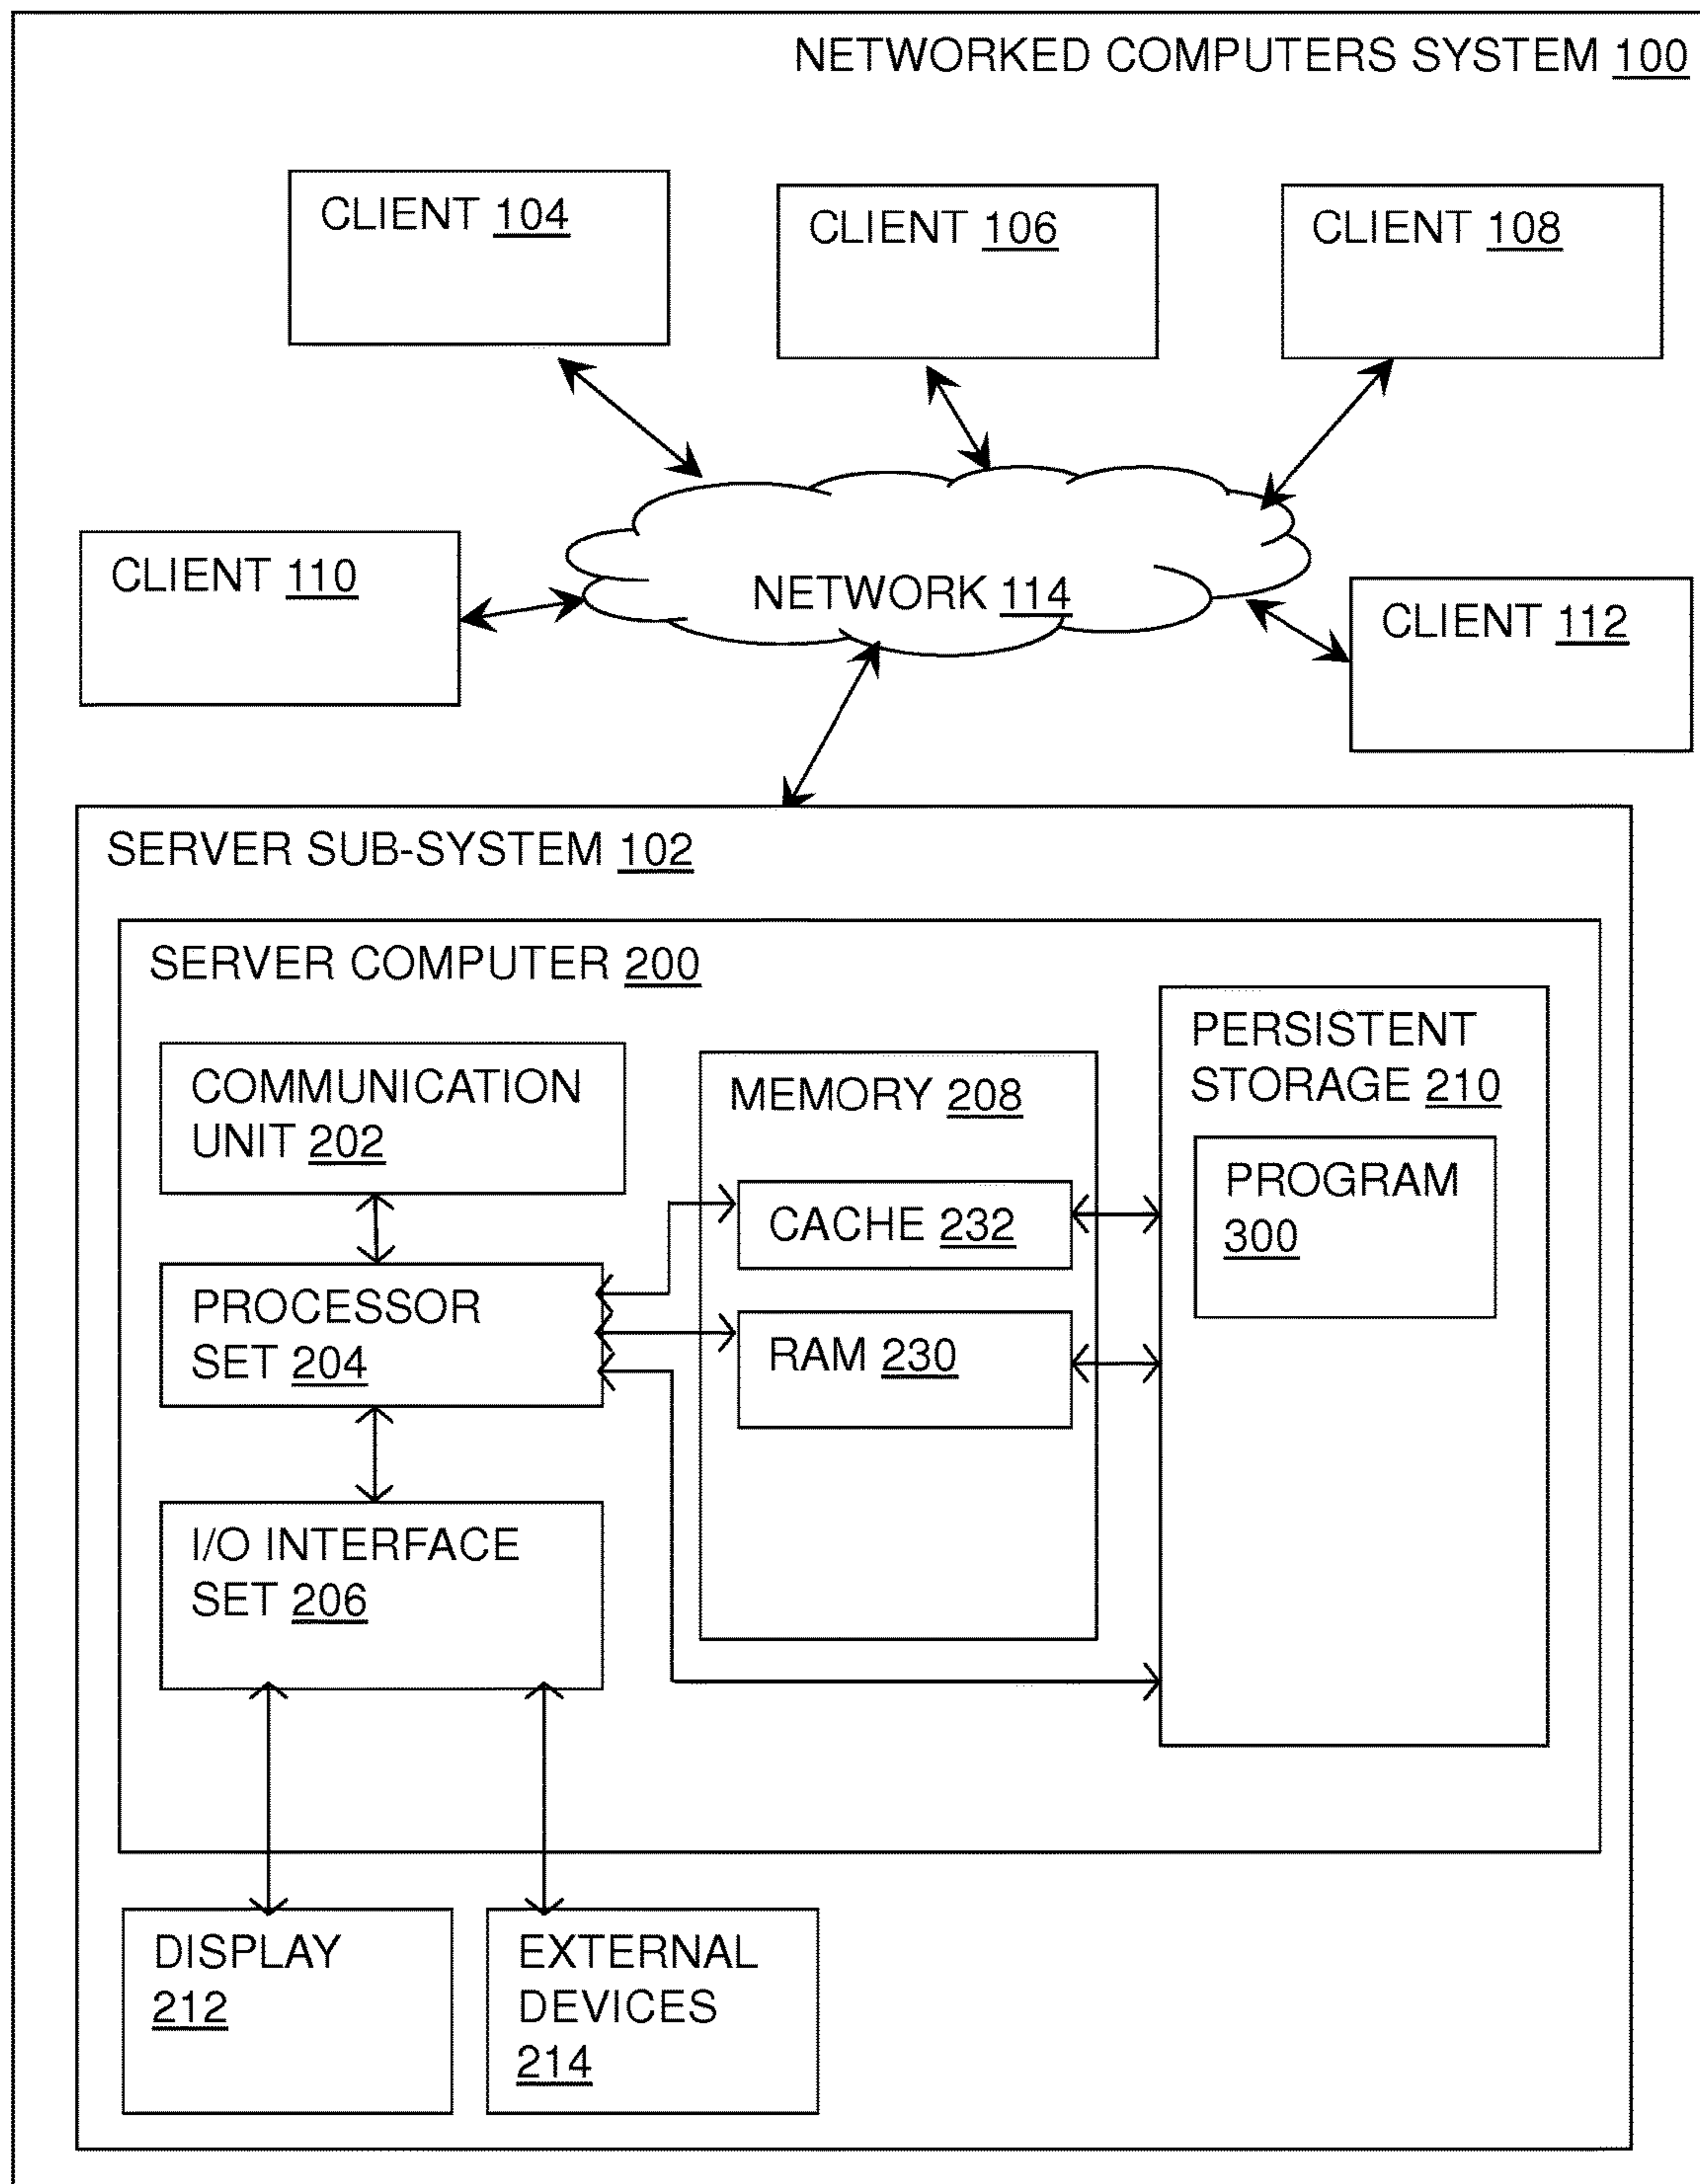 NETWORKED COMPUTERS SYSTEM 100
CLIENT 104
CLIENT 106
CLIENT 108
CLIENT 110
NETWORK 114
CLIENT 112
SERVER SUB-SYSTEM 102
SERVER COMPUTER 200
COMMUNICATION
UNIT 202
PROCESSOR
SET 204
I/O INTERFACE
SET 206
MEMORY 208
CACHE 232
RAM 230
PERSISTENT
STORAGE 210
PROGRAM
300
DISPLAY
212
EXTERNAL
DEVICES
214